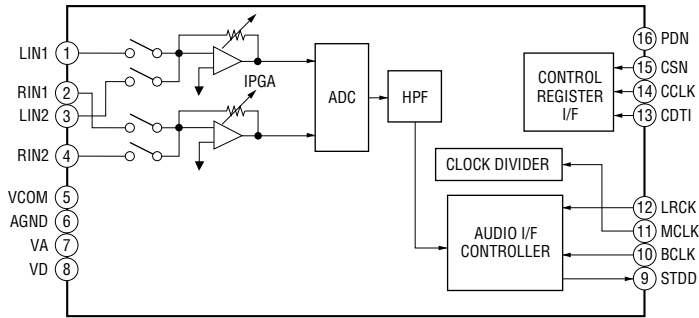 LIN1 1
RIN1 2
LIN2 3
RIN2 4
VCOM 5
AGND 6
VA 7
VD 8
IPGA
ADC
HPF
CONTROL
REGISTER
I/F
CLOCK DIVIDER
AUDIO I/F
CONTROLLER
16 PDN
15 CSN
14 CCLK
13 CDTI
12 LRCK
11 MCLK
10 BCLK
9 STDD